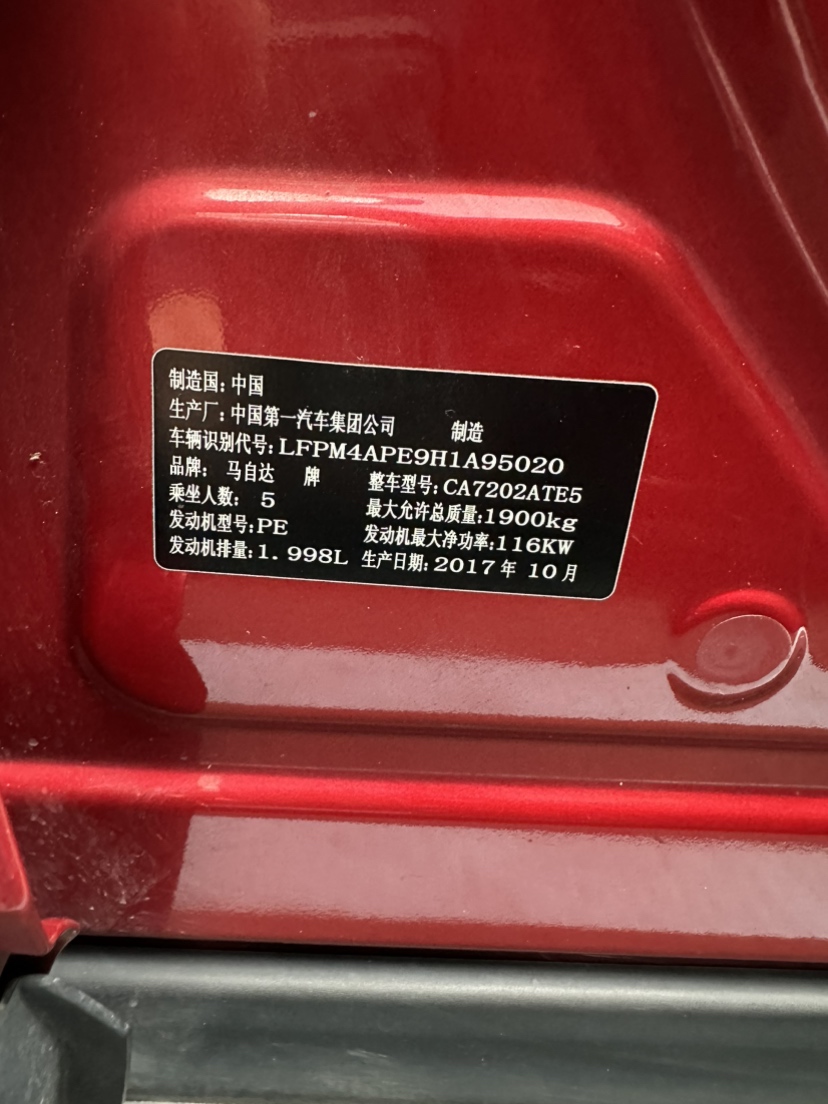 制造国: 中国
生产厂: 中国第一汽车集团公司 制造
车辆识别代号: LFPM4APE9H1A95020
品牌: 马自达 牌 整车型号: CA7202ATE5
乘坐人数: 5 最大允许总质量: 1900kg
发动机型号: PE 发动机最大净功率: 116KW
发动机排量: 1.998L 生产日期: 2017年 10月